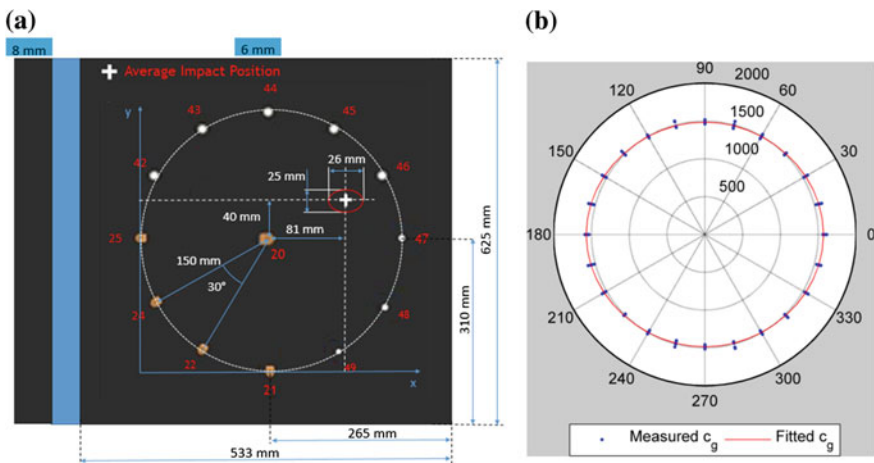 (a)
8 mm
6 mm
Average Impact Position
y
44
43
45
42
46
26 mm
25 mm
40 mm
25
81 mm
47
20
150 mm
30°
24
48
22
49
21
x
625 mm
310 mm
265 mm
533 mm
(b)
90
2000
120
60
1500
1000
150
30
500
180
0
210
330
240
300
270
Measured c_g
Fitted c_g